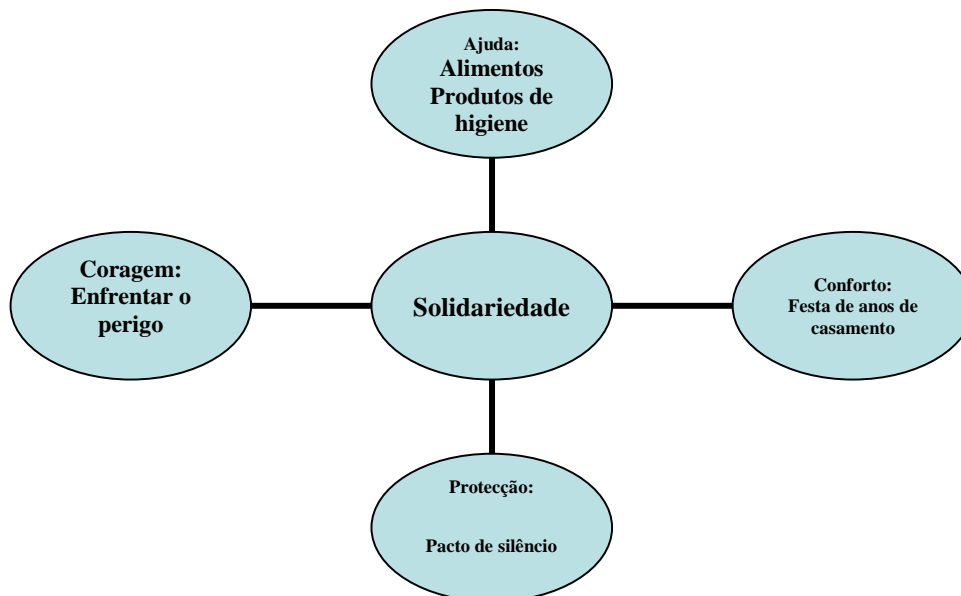 Ajuda:
Alimentos
Produtos de
higiene
Coragem:
Enfrentar o
perigo
Solidariedade
Conforto:
Festa de anos de
casamento
Protecção:
Pacto de silêncio